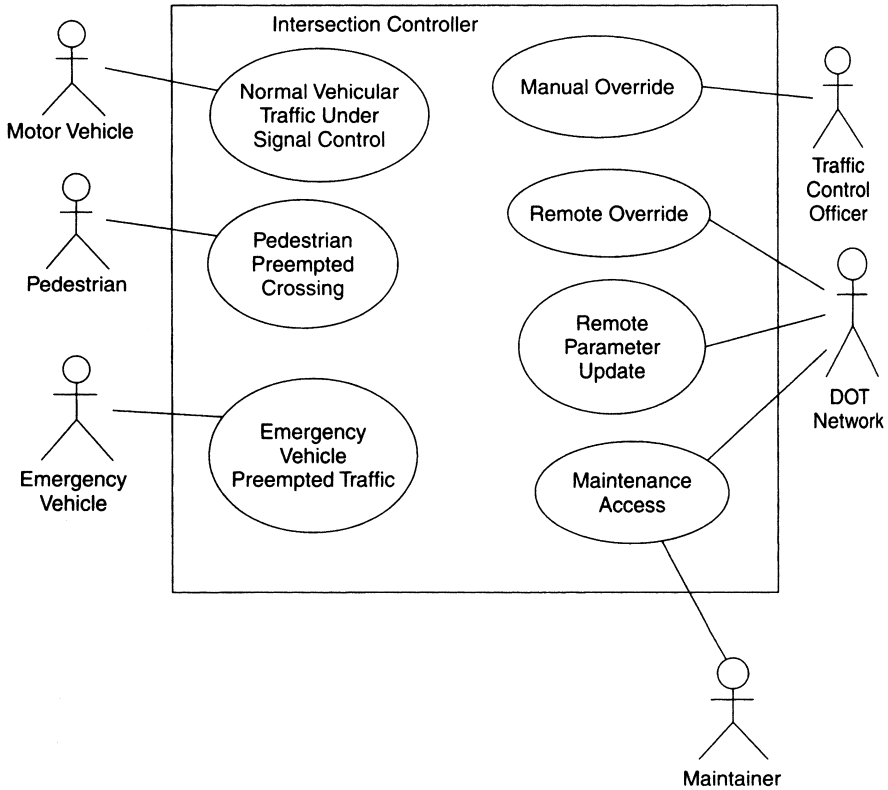 Intersection Controller
Motor Vehicle
Normal Vehicular
Traffic Under
Signal Control
Manual Override
Traffic
Control
Officer
Pedestrian
Pedestrian
Preempted
Crossing
Remote Override
Remote
Parameter
Update
DOT
Network
Emergency
Vehicle
Emergency
Vehicle
Preempted Traffic
Maintenance
Access
Maintainer